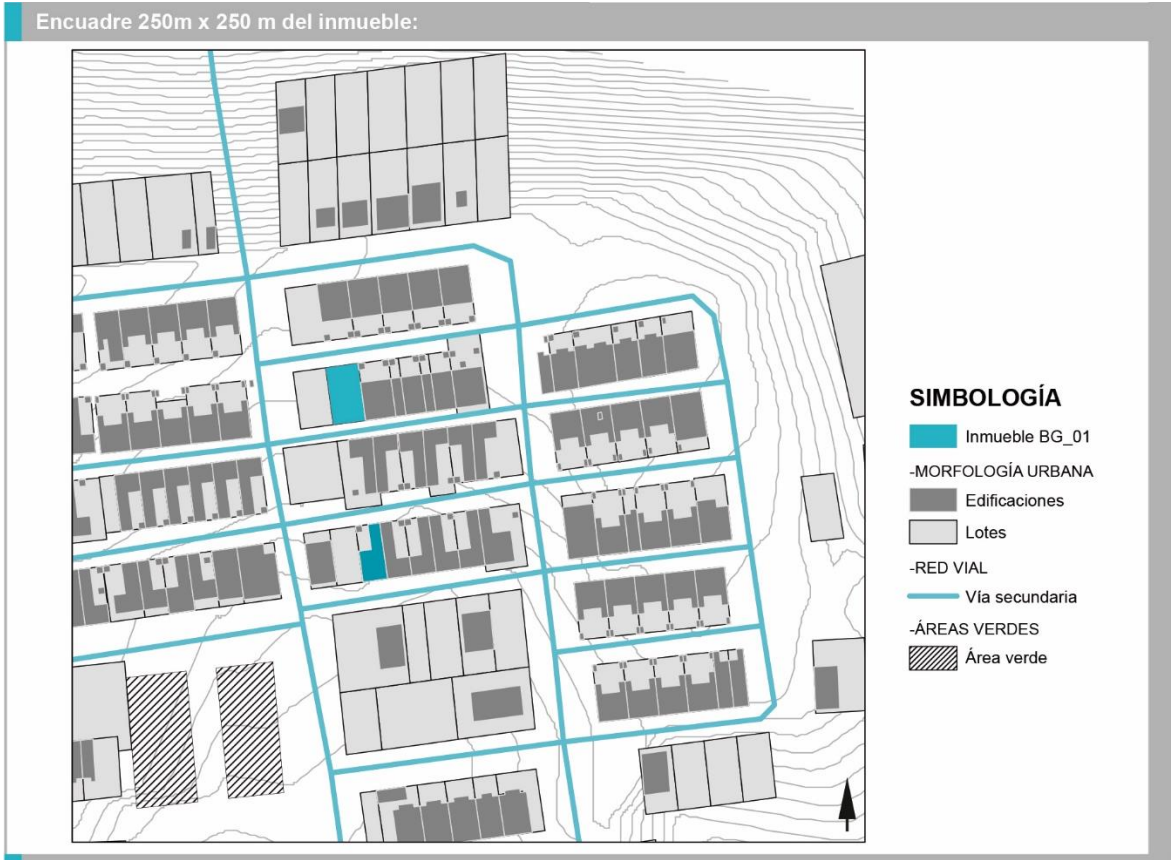 Encuadre 250m x 250 m del inmueble:
SIMBOLOGÍA
Inmueble BG_01
-MORFOLOGÍA URBANA
Edificaciones
Lotes
-RED VIAL
Vía secundaria
-ÁREAS VERDES
Área verde